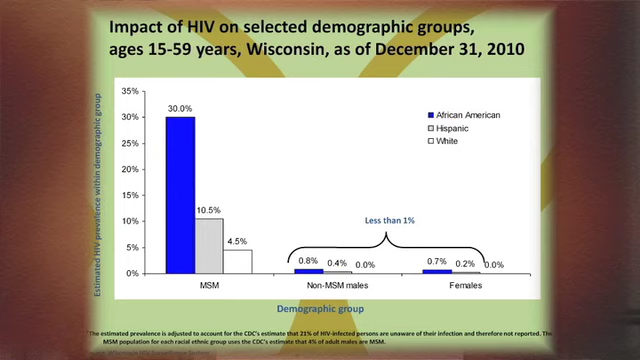 Impact of HIV on selected demographic groups,
ages 15-59 years, Wisconsin, as of December 31, 2010
Estimated HIV prevalence within demographic group
35%
30%
25%
20%
15%
10%
5%
0%
30.0%
10.5%
4.5%
African American
Hispanic
White
Less than 1%
0.8% 0.4% 0.0%
0.7% 0.2% 0.0%
MSM Non-MSM males Females
Demographic group
The estimated prevalence is adjusted to account for the CDC's estimate that 21% of HIV-infected persons are unaware of their infection and therefore not reported. The
MSM population for each racial ethnic group uses the CDC's estimate that 4% of adult males are MSM.